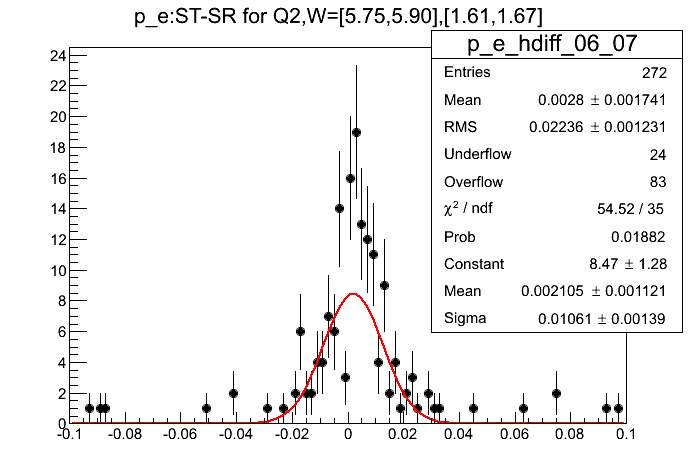 p_e:ST-SR for Q2,W=[5.75,5.90],[1.61,1.67]
p_e_hdiff_06_07
Entries 272
Mean 0.0028 ± 0.001741
RMS 0.02236 ± 0.001231
Underflow 24
Overflow 83
χ² / ndf 54.52 / 35
Prob 0.01882
Constant 8.47 ± 1.28
Mean 0.002105 ± 0.001121
Sigma 0.01061 ± 0.00139
24
22
20
18
16
14
12
10
8
6
4
2
0
-0.1 -0.08 -0.06 -0.04 -0.02 0 0.02 0.04 0.06 0.08 0.1